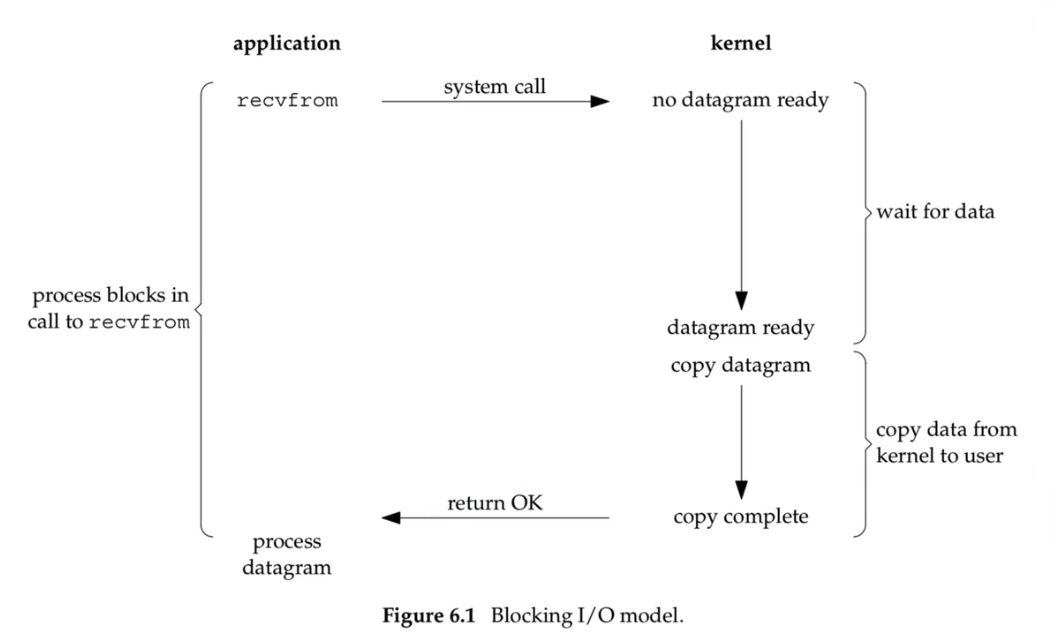 application
kernel
recvfrom
system call
no datagram ready
wait for data
process blocks in
call to recvfrom
datagram ready
copy datagram
copy data from
kernel to user
return OK
copy complete
process
datagram
Figure 6.1 Blocking I/O model.